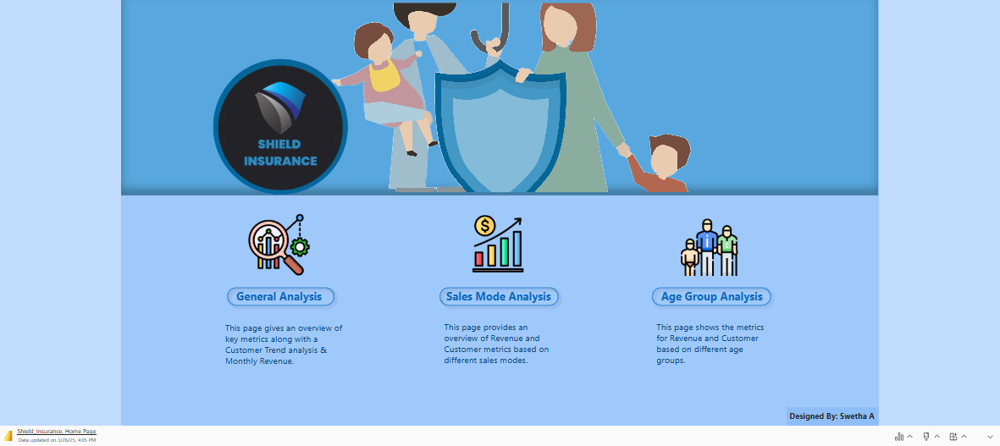 SHIELD
INSURANCE
General Analysis
This page gives an overview of
key metrics along with a
Customer Trend analysis &
Monthly Revenue.
Sales Mode Analysis
This page provides an
overview of Revenue and
Customer metrics based on
different sales modes.
Age Group Analysis
This page shows the metrics
for Revenue and Customer
based on different age
groups.
Designed By: Swetha A
Shield_Insurance, Home Page
Data updated on 3/26/25, 4:05 PM